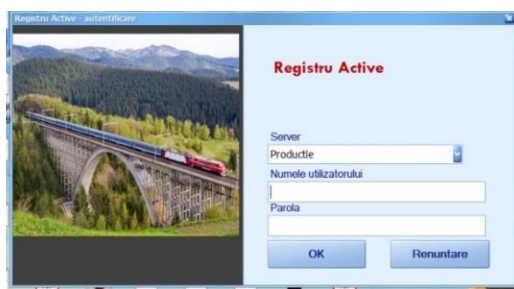 Registru Active - autentificare
Registru Active
Server
Productie
Numele utilizatorului
Parola
OK
Renuntare